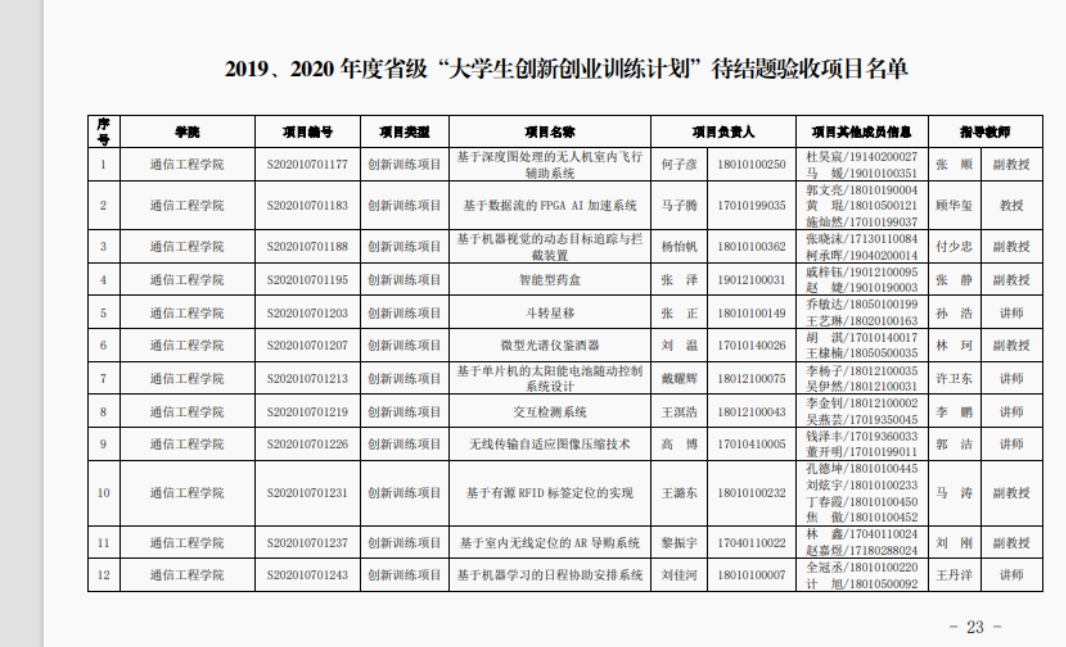 2019、2020 年度省级“大学生创新创业训练计划”待结题验收项目名单
序号 学院 项目编号 项目类型 项目名称 项目负责人 项目其他成员信息 指导教师
1 通信工程学院 S202010701177 创新训练项目 基于深度图处理的无人机室内飞行 何子彦 18010100250 杜昊宸/19140200027 张 顺 副教授
辅助系统 马 媛/19010100351
2 通信工程学院 S202010701183 创新训练项目 基于数据流的 FPGA AI 加速系统 马子腾 17010199035 郭文亮/18010190004 顾华玺 教授
黄 琨/18010500121
施灿然/17010199037
3 通信工程学院 S202010701188 创新训练项目 基于机器视觉的动态目标追踪与拦 杨怡帆 18010100362 张晓沫/17130110084 付少忠 副教授
截装置 柯承晖/19040200014
4 通信工程学院 S202010701195 创新训练项目 智能型药盒 张 泽 19012100031 戚梓钰/19012100095 张 静 副教授
赵 婕/19010190003
5 通信工程学院 S202010701203 创新训练项目 斗转星移 张 正 18010100149 乔敏达/18050100199 孙 浩 讲师
王艺琳/18020100163
6 通信工程学院 S202010701207 创新训练项目 微型光谱仪鉴酒器 刘 温 17010140026 胡 淇/17010140017 林 珂 副教授
王棣楠/18050500035
7 通信工程学院 S202010701213 创新训练项目 基于单片机的太阳能电池随动控制 戴耀辉 18012100075 李杨子/18012100035 许卫东 讲师
系统设计 吴伊然/18012100031
8 通信工程学院 S202010701219 创新训练项目 交互检测系统 王溟浩 18012100043 李金钊/18012100002 李 鹏 讲师
吴燕芸/17019350045
9 通信工程学院 S202010701226 创新训练项目 无线传输自适应图像压缩技术 高 博 17010410005 钱泽丰/17019360033 郭 洁 讲师
董开明/17010199011
10 通信工程学院 S202010701231 创新训练项目 基于有源 RFID 标签定位的实现 王潞东 18010100232 孔德坤/18010100445 马 涛 副教授
刘炫宇/18010100233
丁春霞/18010100450
焦 傲/18010100452
11 通信工程学院 S202010701237 创新训练项目 基于室内无线定位的 AR 导购系统 黎振宇 17040110022 林 鑫/17040110024 刘 刚 副教授
赵嘉煜/17180288024
12 通信工程学院 S202010701243 创新训练项目 基于机器学习的日程协助安排系统 刘佳河 18010100007 全冠丞/18010100220 王丹洋 讲师
计 旭/18010500092
- 23 -